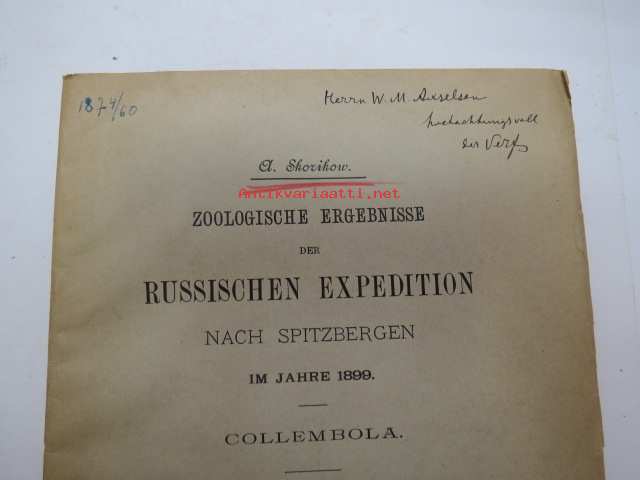 1874/60
Herrn W. M. Axelsen
hochachtungsvoll
der Verf.
A. Skorikow.
Antikvariaatti.net
ZOOLOGISCHE ERGEBNISSE
DER
RUSSISCHEN EXPEDITION
NACH SPITZBERGEN
IM JAHRE 1899.
COLLEMBOLA.